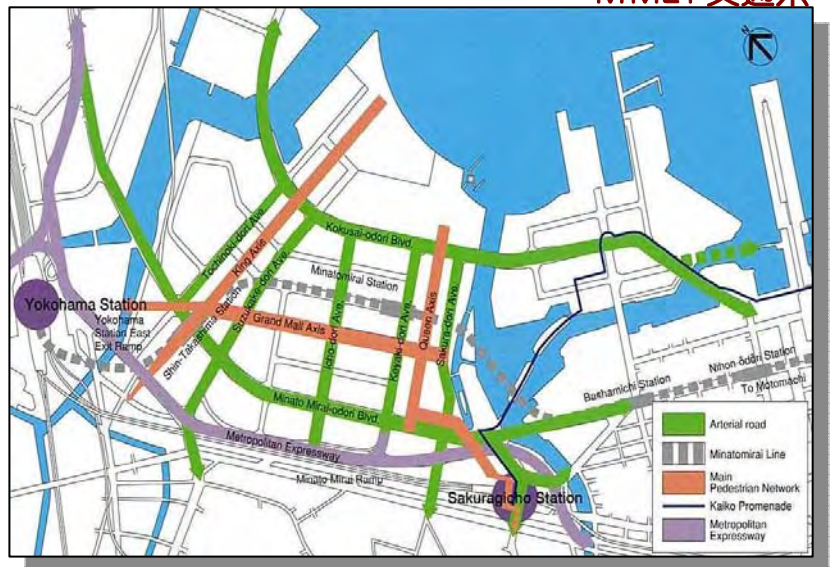 N
Kokusai-odori Blvd.
Tochinoki-dori Ave.
King Axis
Suzukake-dori Ave.
Minatomirai Station
Yokohama Station
Yokohama
Station East
Exit Ramp
Shin-Takashima Station
Grand Mall Axis
Icho-dori Ave.
Keyaki-dori Ave.
Queen Axis
Sakura-dori Ave.
Minato Mirai-odori Blvd.
Metropolitan Expressway
Minato Mirai Ramp
Sakuragicho Station
Bashamichi Station
Nihon-ōdōri Station
To Motomachi
Arterial road
Minatomirai Line
Main
Pedestrian Network
Kaiko Promenade
Metropolitan
Expressway